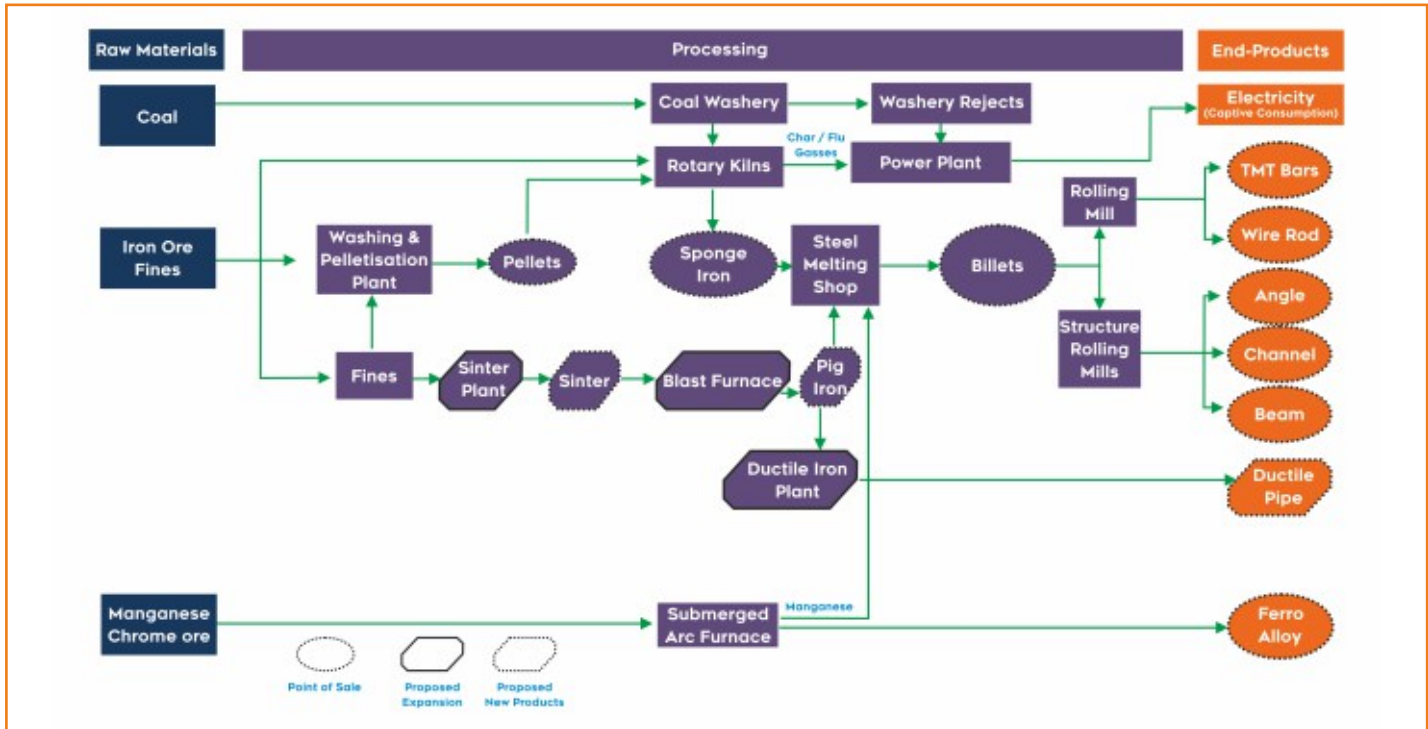 Raw Materials
Processing
End-Products
Coal
Coal Washery
Washery Rejects
Electricity
(Captive Consumption)
Char / Flu
Gasses
Rotary Kilns
Power Plant
TMT Bars
Rolling
Mill
Wire Rod
Iron Ore
Fines
Washing &
Pelletisation
Plant
Pellets
Sponge
Iron
Steel
Melting
Shop
Billets
Angle
Structure
Rolling
Mills
Channel
Fines
Sinter
Plant
Sinter
Blast Furnace
Pig
Iron
Beam
Ductile Iron
Plant
Ductile
Pipe
Manganese
Chrome ore
Submerged
Arc Furnace
Manganese
Ferro
Alloy
Point of Sale
Proposed
Expansion
Proposed
New Products